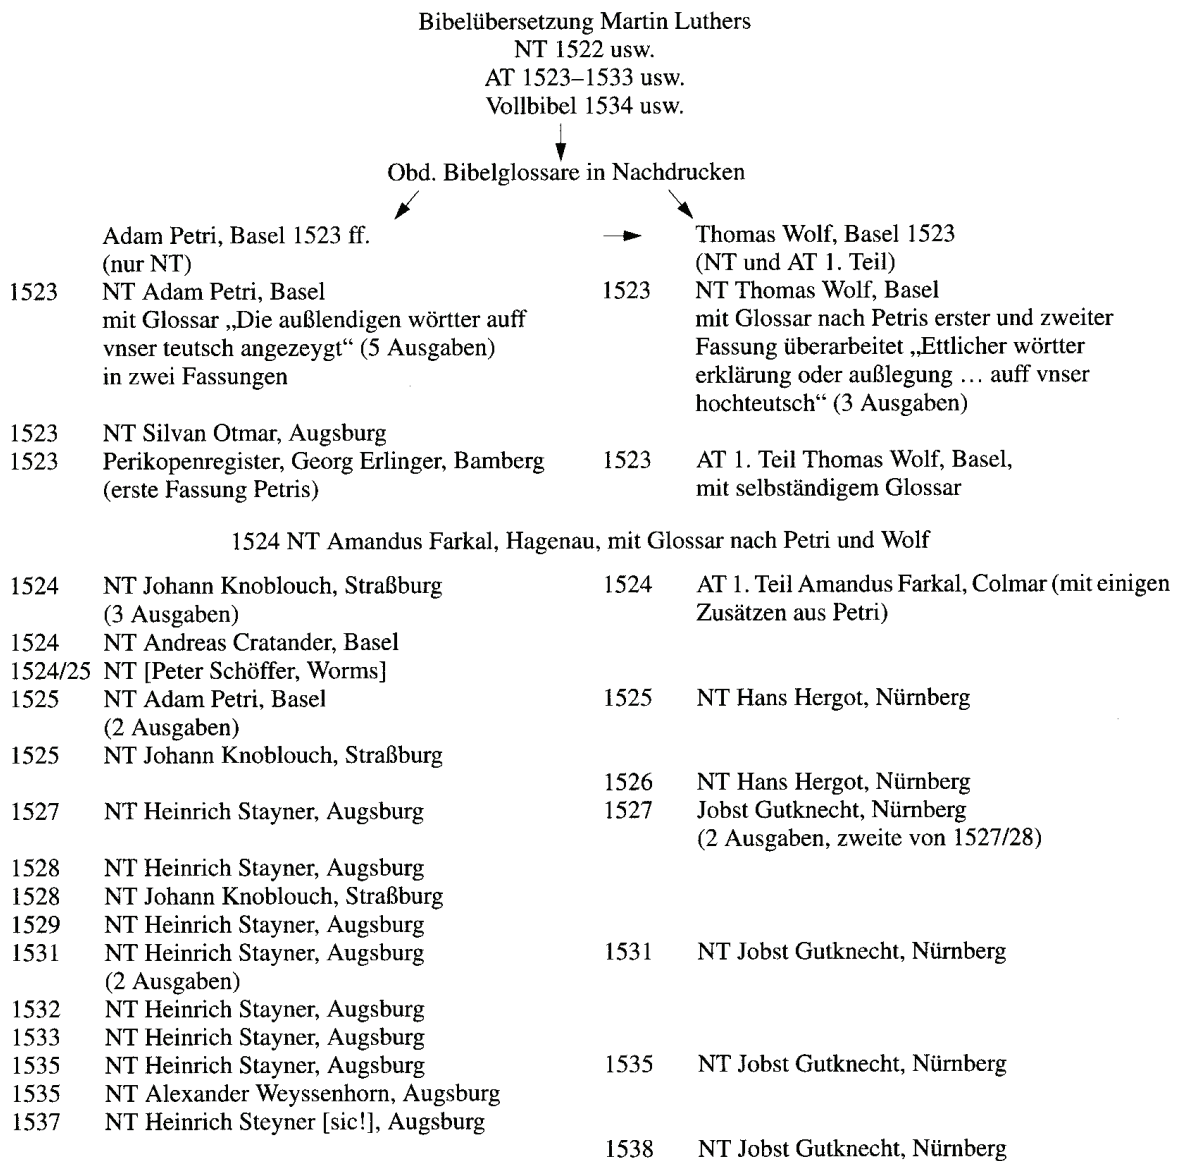 Bibelübersetzung Martin Luthers
NT 1522 usw.
AT 1523–1533 usw.
Vollbibel 1534 usw.
Obd. Bibelglossare in Nachdrucken
Adam Petri, Basel 1523 ff.
(nur NT)
1523 NT Adam Petri, Basel
mit Glossar „Die außlendigen wörtter auff
vnser teutsch angezeygt“ (5 Ausgaben)
in zwei Fassungen
1523 NT Silvan Otmar, Augsburg
1523 Perikopenregister, Georg Erlinger, Bamberg
(erste Fassung Petris)
Thomas Wolf, Basel 1523
(NT und AT 1. Teil)
1523 NT Thomas Wolf, Basel
mit Glossar nach Petris erster und zweiter
Fassung überarbeitet „Ettlicher wörtter
erklärung oder außlegung … auff vnser
hochteutsch“ (3 Ausgaben)
1523 AT 1. Teil Thomas Wolf, Basel,
mit selbständigem Glossar
1524 NT Amandus Farkal, Hagenau, mit Glossar nach Petri und Wolf
1524 NT Johann Knoblouch, Straßburg
(3 Ausgaben)
1524 NT Andreas Cratander, Basel
1524/25 NT [Peter Schöffer, Worms]
1525 NT Adam Petri, Basel
(2 Ausgaben)
1525 NT Johann Knoblouch, Straßburg
1527 NT Heinrich Stayner, Augsburg
1528 NT Heinrich Stayner, Augsburg
1528 NT Johann Knoblouch, Straßburg
1529 NT Heinrich Stayner, Augsburg
1531 NT Heinrich Stayner, Augsburg
(2 Ausgaben)
1532 NT Heinrich Stayner, Augsburg
1533 NT Heinrich Stayner, Augsburg
1535 NT Heinrich Stayner, Augsburg
1535 NT Alexander Weyssenhorn, Augsburg
1537 NT Heinrich Steyner [sic!], Augsburg
1524 AT 1. Teil Amandus Farkal, Colmar (mit einigen
Zusätzen aus Petri)
1525 NT Hans Hergot, Nürnberg
1526 NT Hans Hergot, Nürnberg
1527 Jobst Gutknecht, Nürnberg
(2 Ausgaben, zweite von 1527/28)
1531 NT Jobst Gutknecht, Nürnberg
1535 NT Jobst Gutknecht, Nürnberg
1538 NT Jobst Gutknecht, Nürnberg